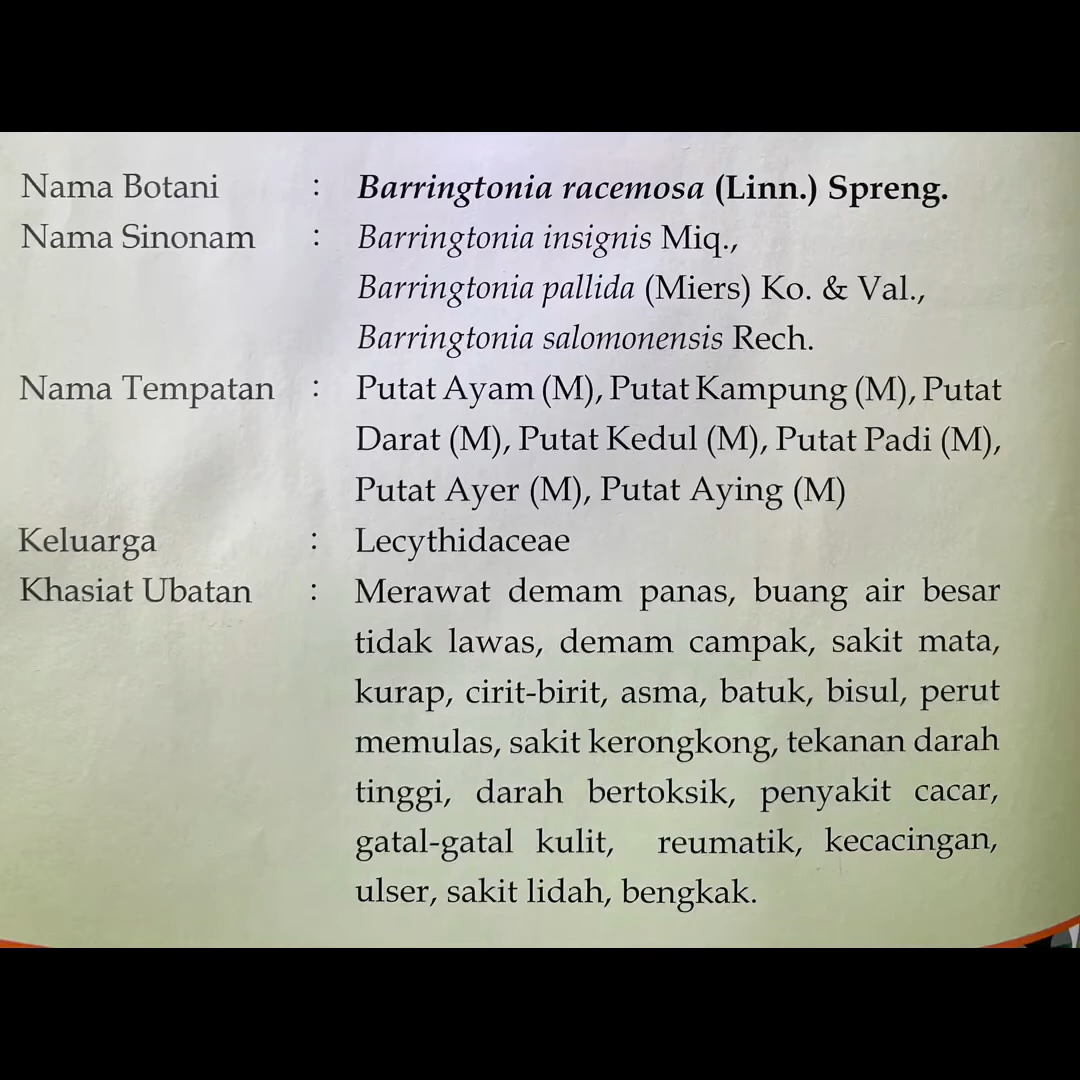 Nama Botani : Barringtonia racemosa (Linn.) Spreng.
Nama Sinonam : Barringtonia insignis Miq.,
Barringtonia pallida (Miers) Ko. & Val.,
Barringtonia salomonensis Rech.
Nama Tempatan : Putat Ayam (M), Putat Kampung (M), Putat
Darat (M), Putat Kedul (M), Putat Padi (M),
Putat Ayer (M), Putat Aying (M)
Keluarga : Lecythidaceae
Khasiat Ubatan : Merawat demam panas, buang air besar
tidak lawas, demam campak, sakit mata,
kurap, cirit-birit, asma, batuk, bisul, perut
memulas, sakit kerongkong, tekanan darah
tinggi, darah bertoksik, penyakit cacar,
gatal-gatal kulit, reumatik, kecacingan,
ulser, sakit lidah, bengkak.